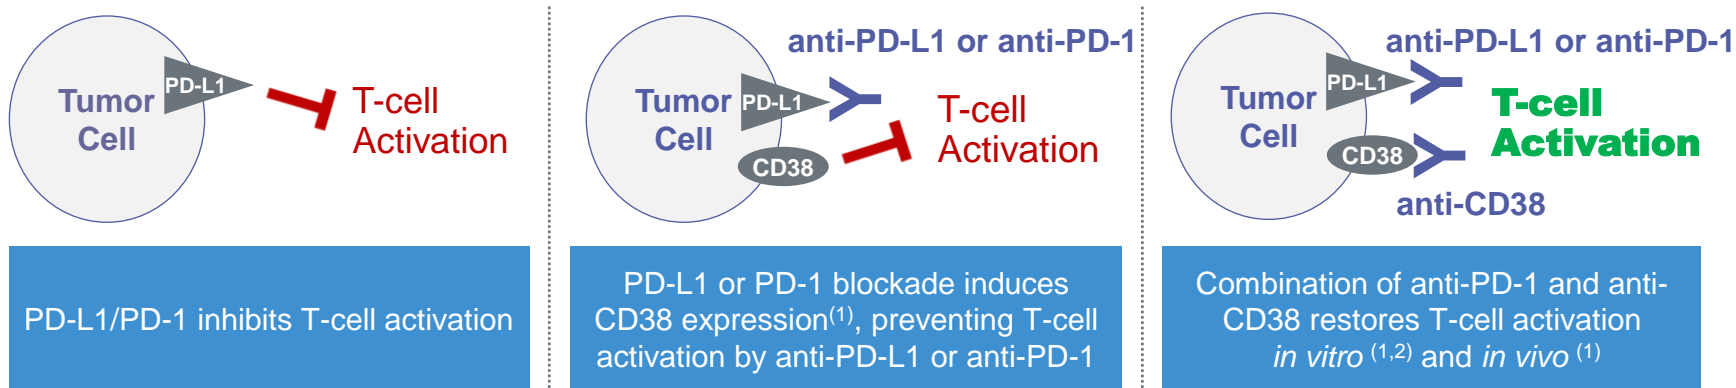 Tumor
Cell
PD-L1
T-cell
Activation
PD-L1/PD-1 inhibits T-cell activation
anti-PD-L1 or anti-PD-1
Tumor
Cell
PD-L1
T-cell
Activation
CD38
PD-L1 or PD-1 blockade induces
CD38 expression(1), preventing T-cell
activation by anti-PD-L1 or anti-PD-1
anti-PD-L1 or anti-PD-1
Tumor
Cell
PD-L1
T-cell
Activation
CD38
anti-CD38
Combination of anti-PD-1 and anti-
CD38 restores T-cell activation
in vitro (1,2) and in vivo (1)